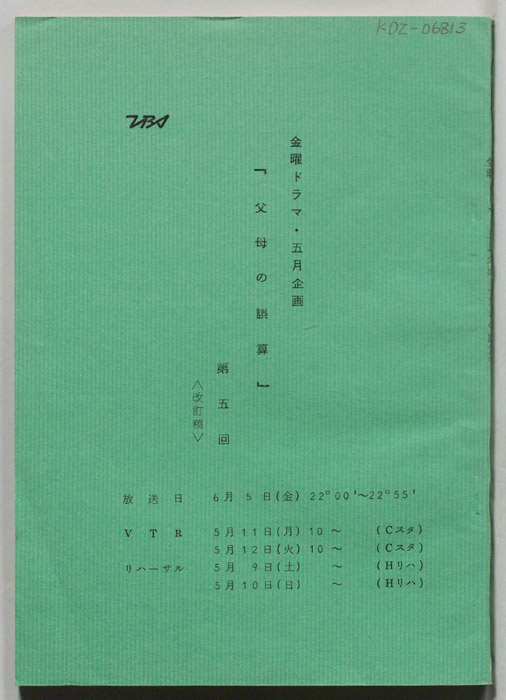 KDZ-06813
TBS
金曜ドラマ・五月企画
『父母の誤算』
第五回
〈改訂稿〉
放送日 6月 5日(金) 22°00'～22°55'
VTR 5月11日(月) 10～ (Cスタ)
5月12日(火) 10～ (Cスタ)
リハーサル 5月 9日(土) ～ (Hリハ)
5月10日(日) ～ (Hリハ)